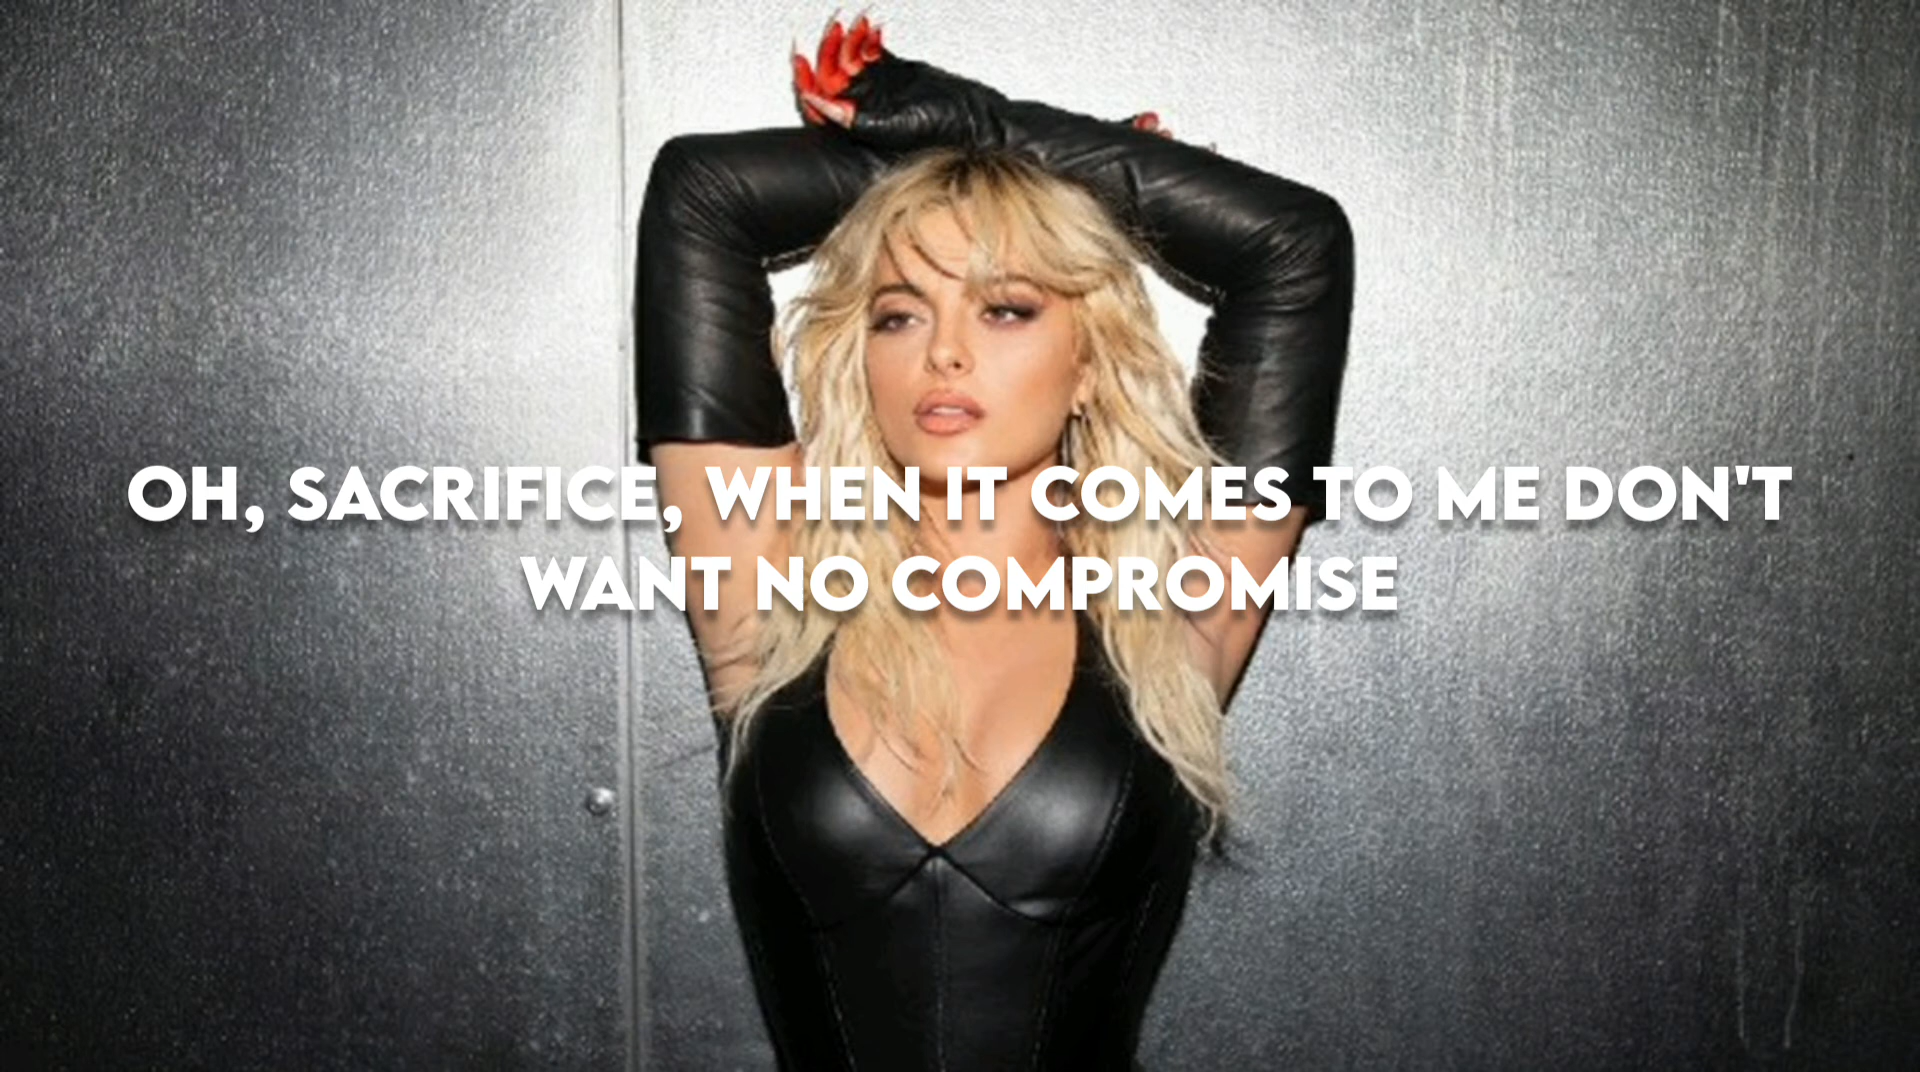 OH, SACRIFICE, WHEN IT COMES TO ME DON'T
WANT NO COMPROMISE